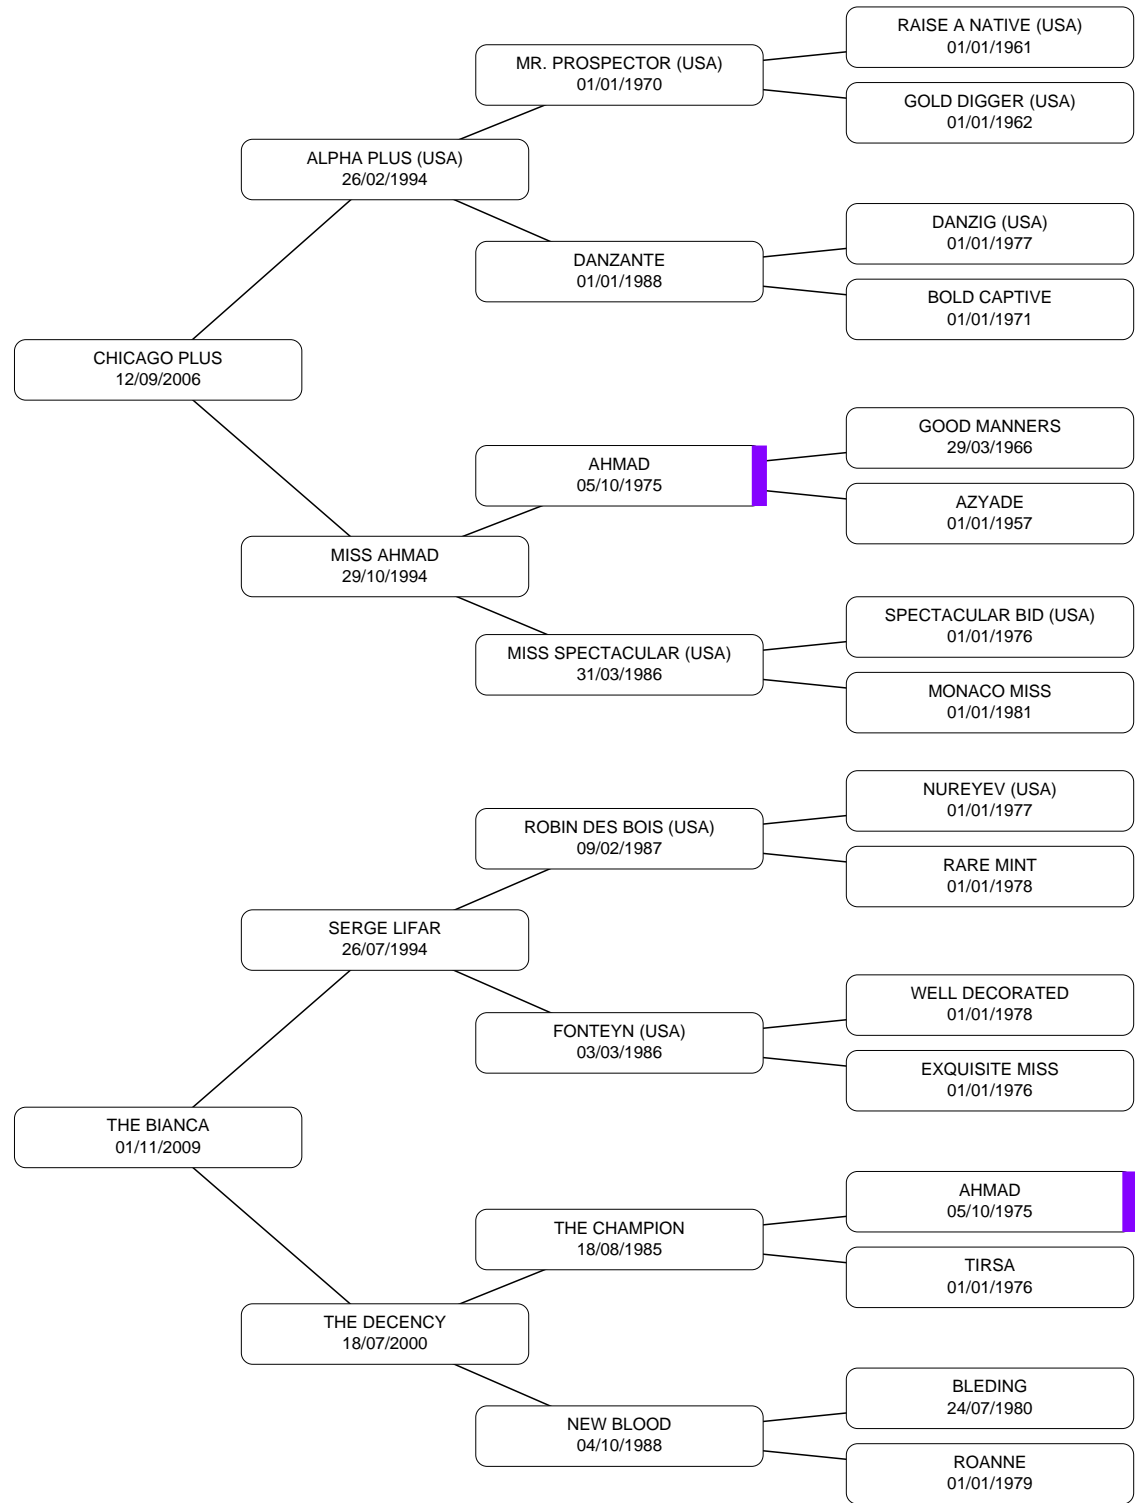 RAISE A NATIVE (USA)
01/01/1961
MR. PROSPECTOR (USA)
01/01/1970
GOLD DIGGER (USA)
01/01/1962
ALPHA PLUS (USA)
26/02/1994
DANZIG (USA)
01/01/1977
DANZANTE
01/01/1988
BOLD CAPTIVE
01/01/1971
CHICAGO PLUS
12/09/2006
GOOD MANNERS
29/03/1966
AHMAD
05/10/1975
AZYADE
01/01/1957
MISS AHMAD
29/10/1994
SPECTACULAR BID (USA)
01/01/1976
MISS SPECTACULAR (USA)
31/03/1986
MONACO MISS
01/01/1981
NUREYEV (USA)
01/01/1977
ROBIN DES BOIS (USA)
09/02/1987
RARE MINT
01/01/1978
SERGE LIFAR
26/07/1994
WELL DECORATED
01/01/1978
FONTEYN (USA)
03/03/1986
EXQUISITE MISS
01/01/1976
THE BIANCA
01/11/2009
AHMAD
05/10/1975
THE CHAMPION
18/08/1985
TIRSA
01/01/1976
THE DECENCY
18/07/2000
BLEDING
24/07/1980
NEW BLOOD
04/10/1988
ROANNE
01/01/1979